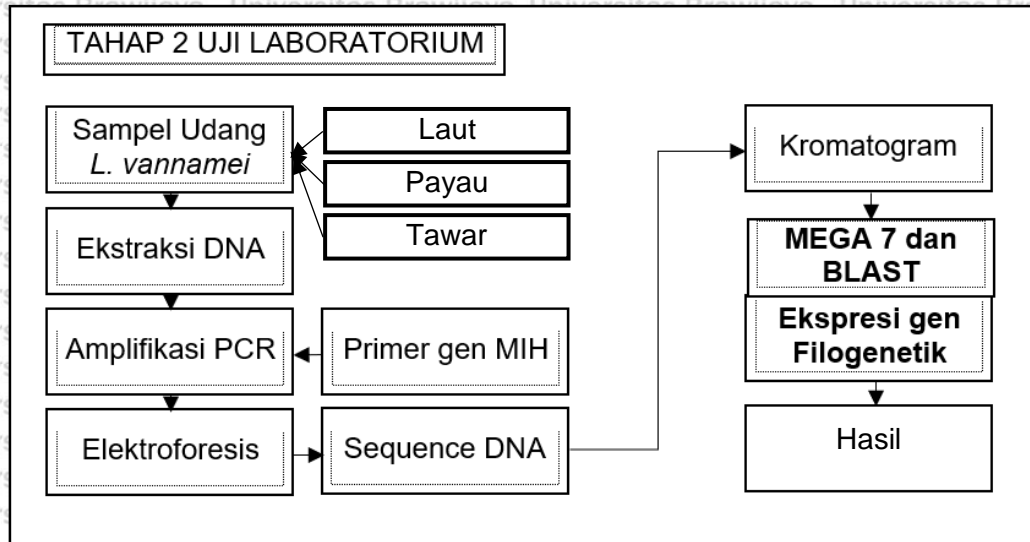 TAHAP 2 UJI LABORATORIUM
Sampel Udang
L. vannamei
Laut
Payau
Tawar
Ekstraksi DNA
Amplifikasi PCR
Primer gen MIH
Elektroforesis
Sequence DNA
Kromatogram
MEGA 7 dan
BLAST
Ekspresi gen
Filogenetik
Hasil